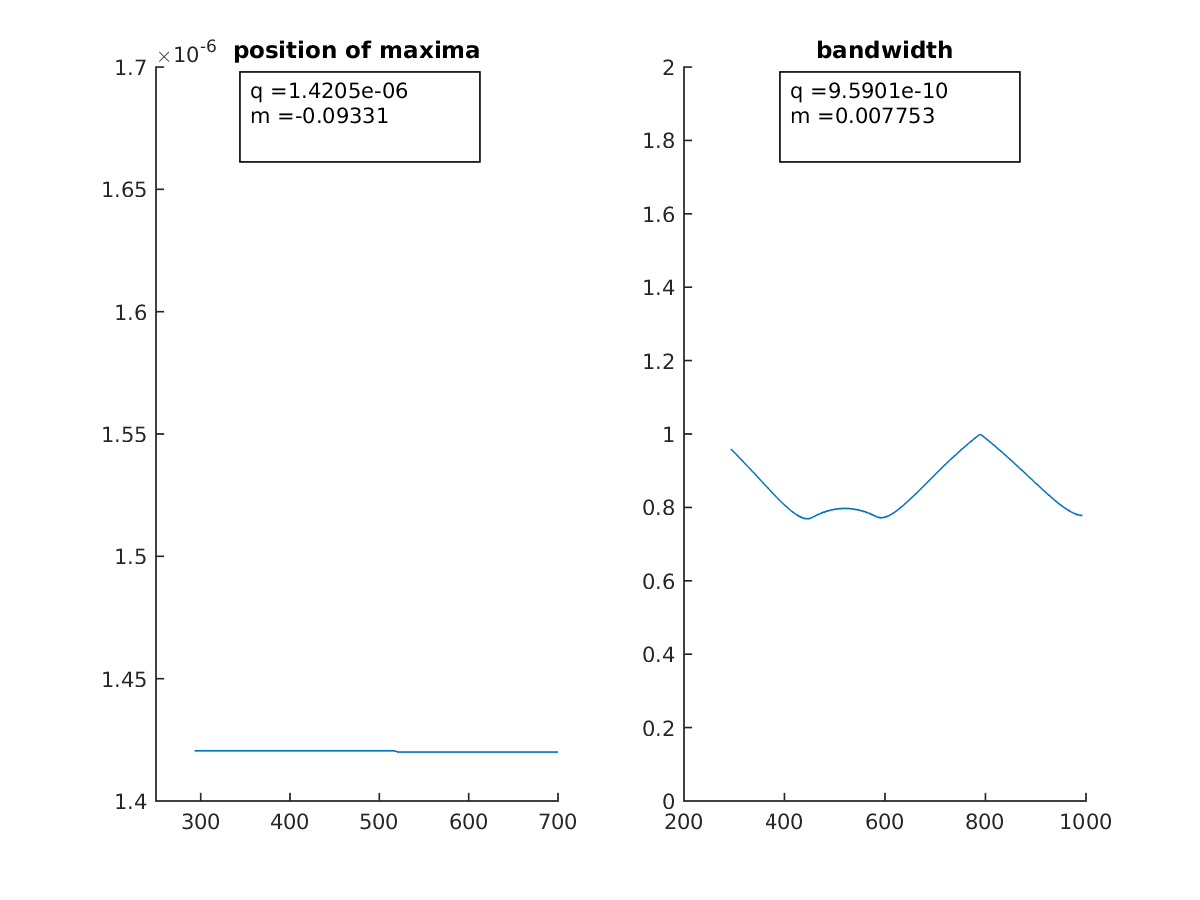 ×10-6
position of maxima
q =1.4205e-06
m =-0.09331
1.7
1.65
1.6
1.55
1.5
1.45
1.4
300 400 500 600 700
bandwidth
q =9.5901e-10
m =0.007753
2
1.8
1.6
1.4
1.2
1
0.8
0.6
0.4
0.2
0
200 400 600 800 1000